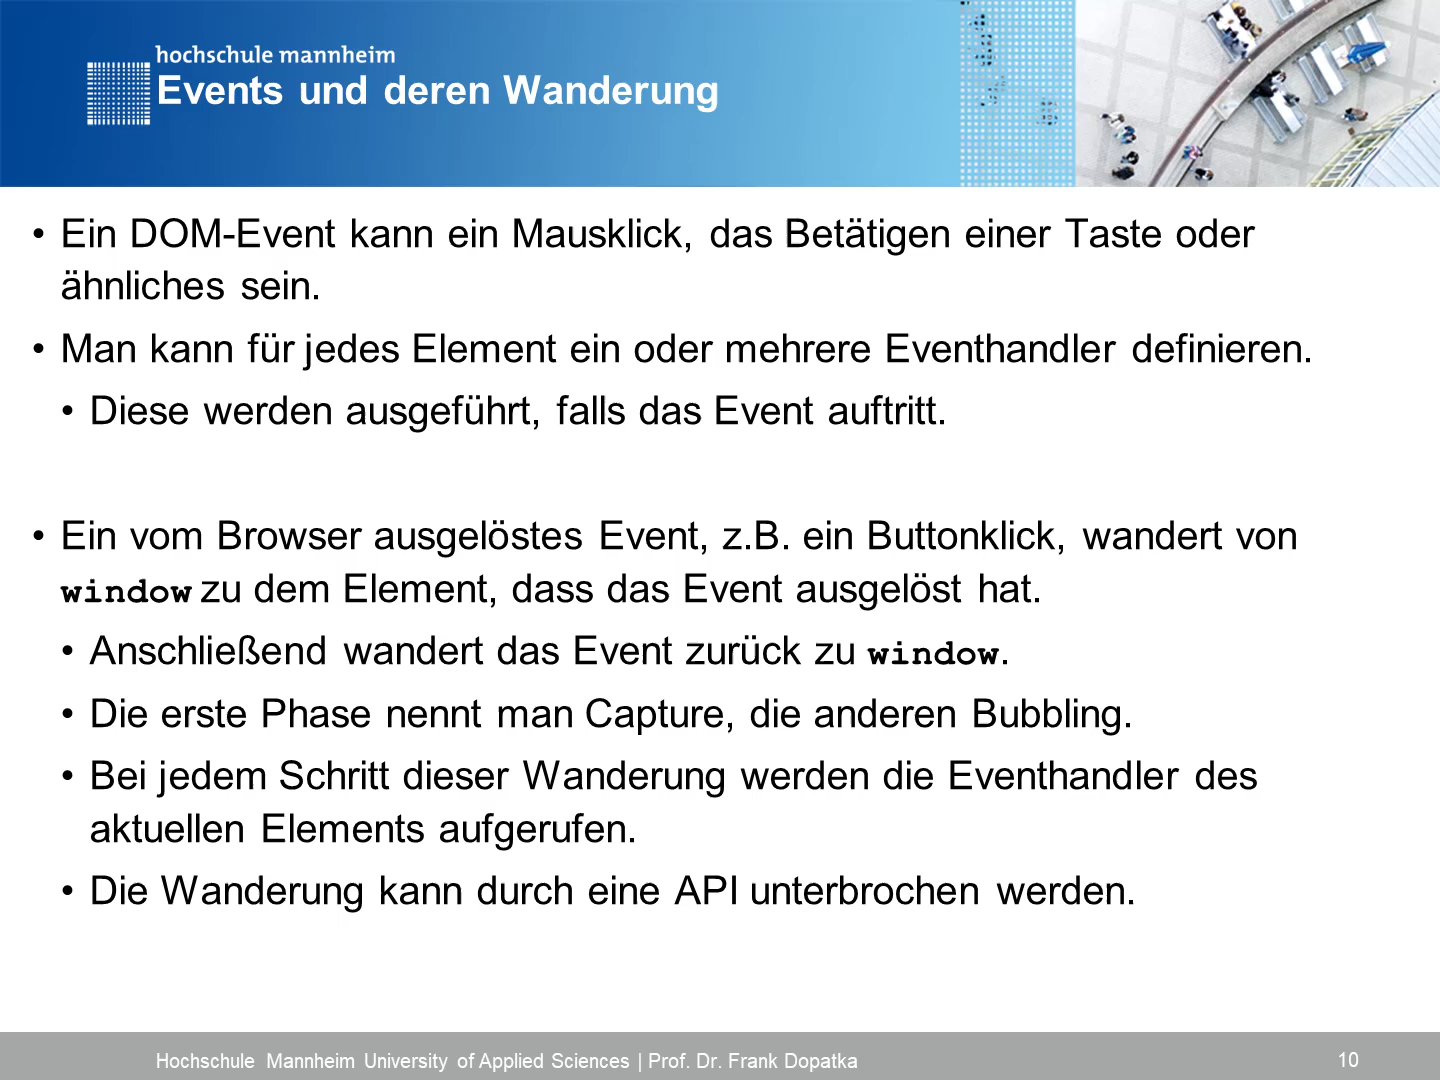 hochschule mannheim
Events und deren Wanderung
• Ein DOM-Event kann ein Mausklick, das Betätigen einer Taste oder
ähnliches sein.
• Man kann für jedes Element ein oder mehrere Eventhandler definieren.
• Diese werden ausgeführt, falls das Event auftritt.
• Ein vom Browser ausgelöstes Event, z.B. ein Buttonklick, wandert von
window zu dem Element, dass das Event ausgelöst hat.
• Anschließend wandert das Event zurück zu window.
• Die erste Phase nennt man Capture, die anderen Bubbling.
• Bei jedem Schritt dieser Wanderung werden die Eventhandler des
aktuellen Elements aufgerufen.
• Die Wanderung kann durch eine API unterbrochen werden.
Hochschule Mannheim University of Applied Sciences | Prof. Dr. Frank Dopatka
10